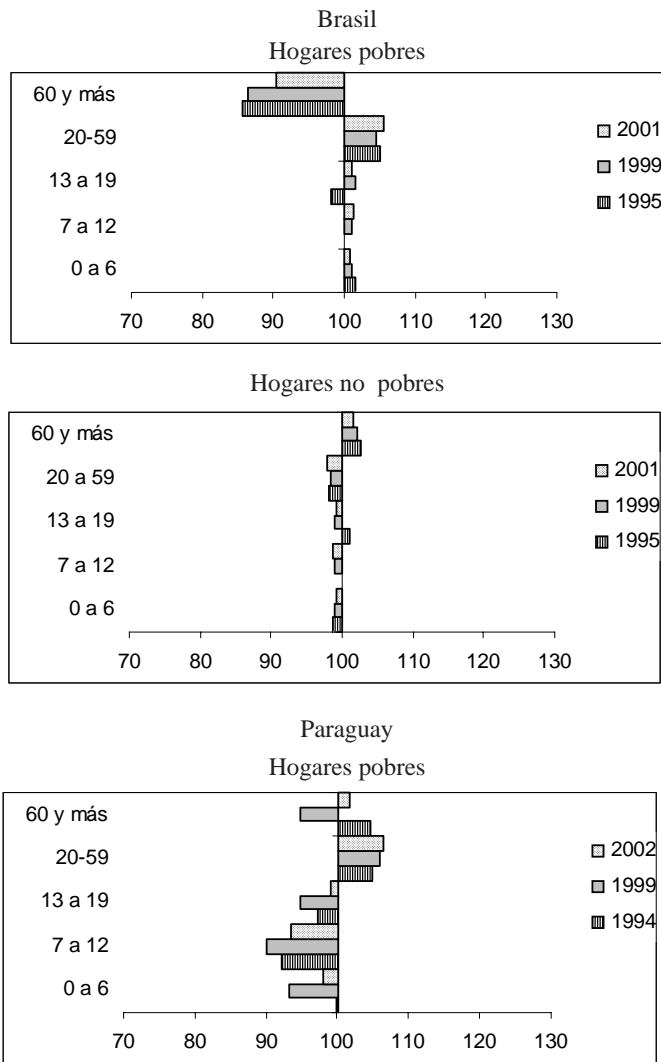 Brasil
Hogares pobres
60 y más
20-59
13 a 19
7 a 12
0 a 6
70 80 90 100 110 120 130
2001
1999
1995
Hogares no pobres
60 y más
20 a 59
13 a 19
7 a 12
0 a 6
70 80 90 100 110 120 130
2001
1999
1995
Paraguay
Hogares pobres
60 y más
20-59
13 a 19
7 a 12
0 a 6
70 80 90 100 110 120 130
2002
1999
1994